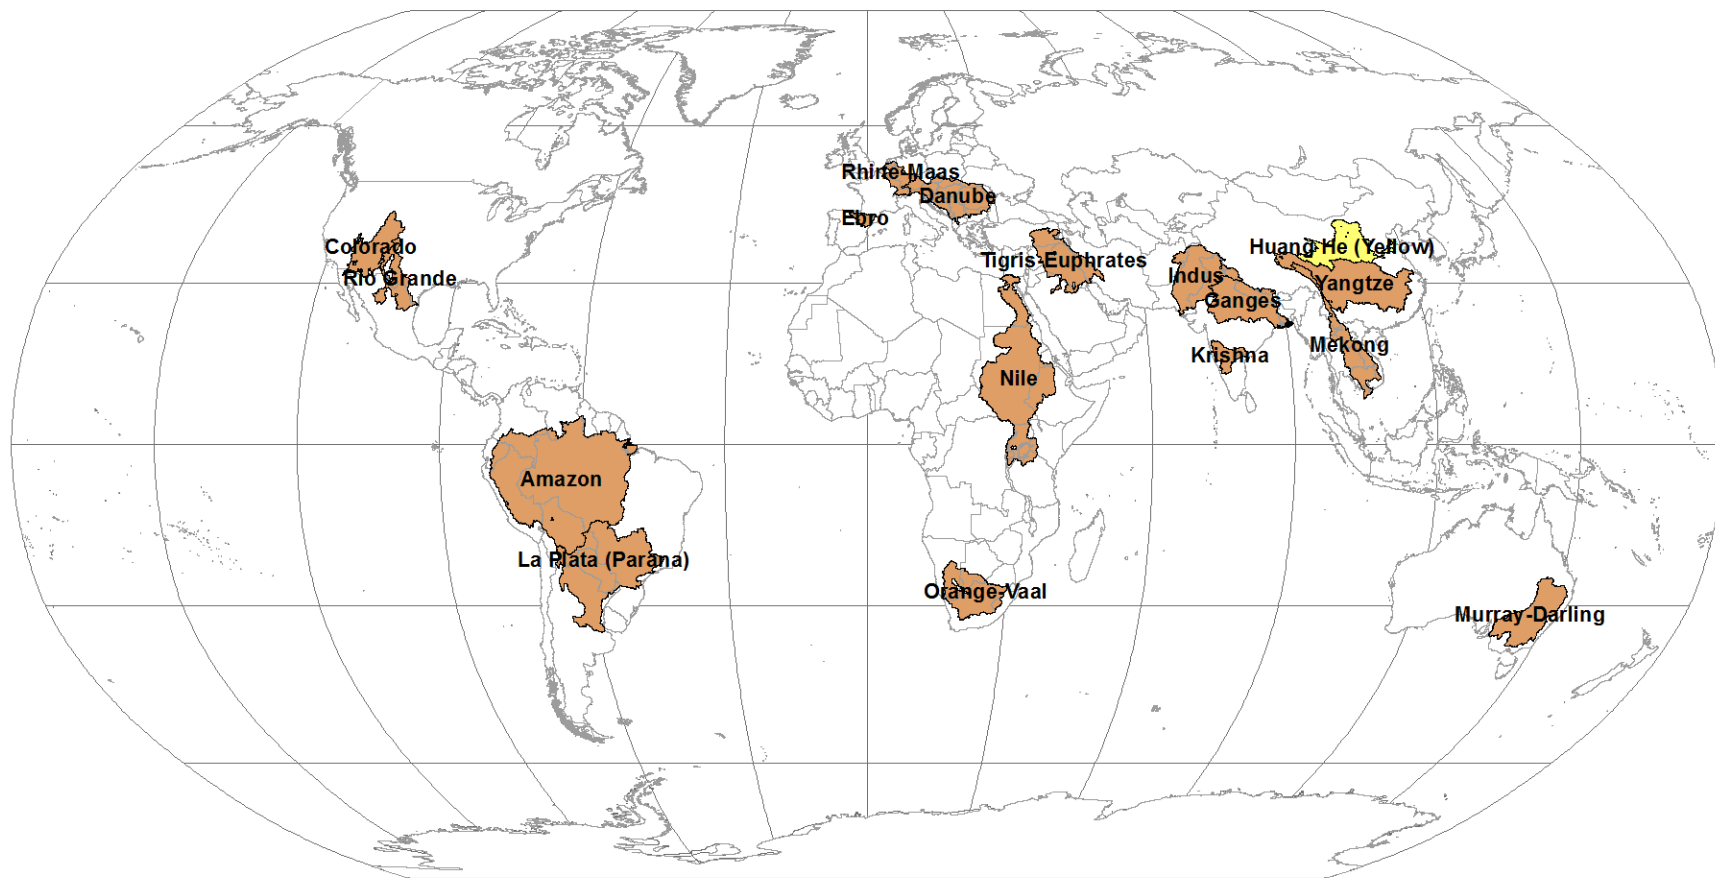 Rhine-Maas
Danube
Ebro
Colorado
Rio Grande
Tigris-Euphrates
Huang He (Yellow)
Indus
Yangtze
Ganges
Mekong
Krishna
Nile
Amazon
La Plata (Parana)
Orange-Vaal
Murray-Darling